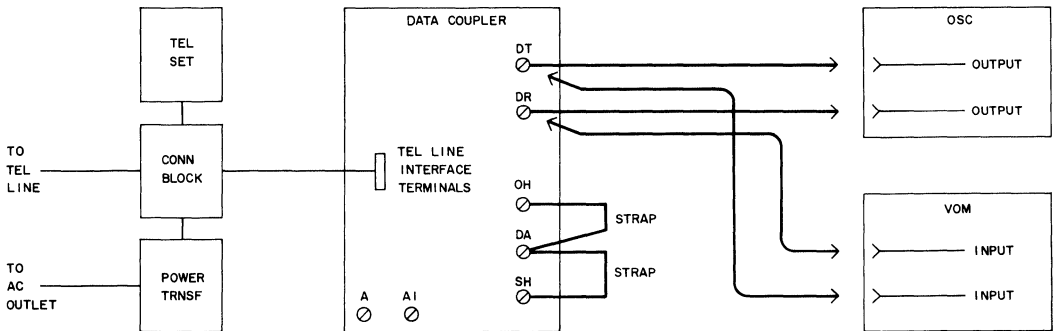 TEL
SET
TO
TEL
LINE
CONN
BLOCK
TO
AC
OUTLET
POWER
TRNSF
DATA COUPLER
DT
DR
TEL LINE
INTERFACE
TERMINALS
OH
STRAP
DA
STRAP
SH
A
A1
OSC
OUTPUT
OUTPUT
VOM
INPUT
INPUT